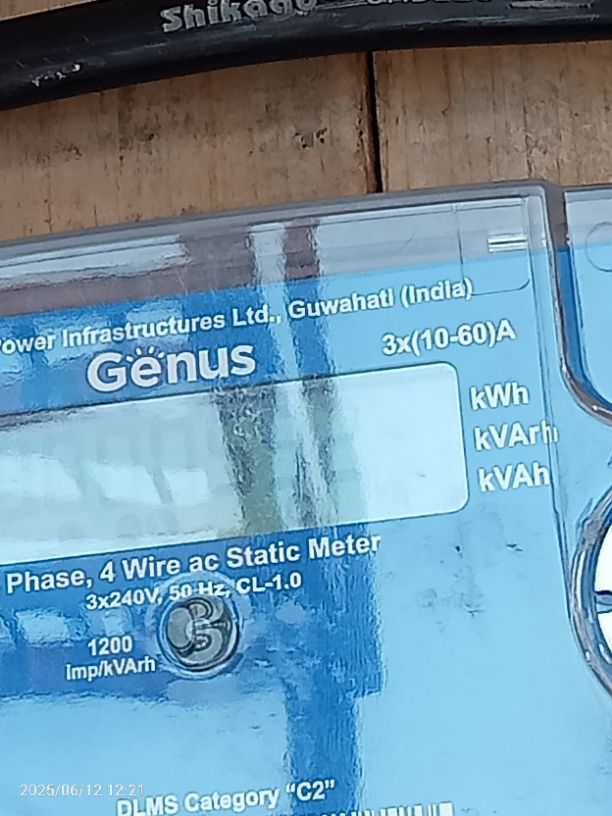 Shikago
ower Infrastructures Ltd., Guwahati (India)
Genus
3x(10-60)A
kWh
kVArh
kVAh
Phase, 4 Wire ac Static Meter
3x240V, 50 Hz, CL-1.0
1200
Imp/kVArh
2025/06/12 12:21
DLMS Category "C2"